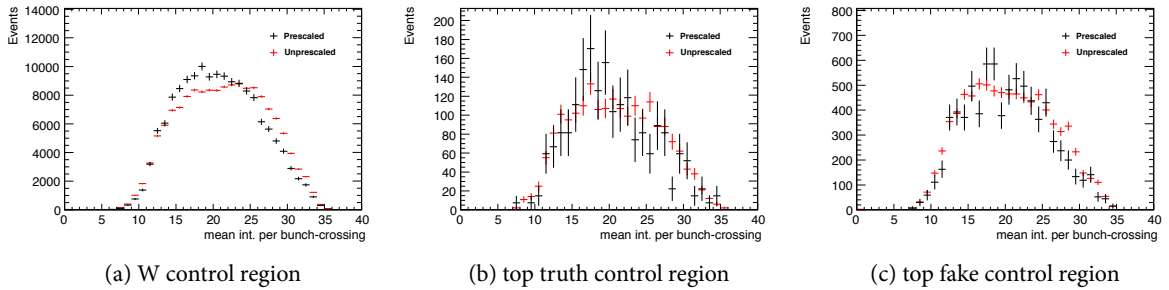 Events
14000
12000
10000
8000
6000
4000
2000
0
Prescaled
Unprescaled
0 5 10 15 20 25 30 35 40
mean int. per bunch-crossing
(a) W control region
Events
200
180
160
140
120
100
80
60
40
20
0
Prescaled
Unprescaled
0 5 10 15 20 25 30 35 40
mean int. per bunch-crossing
(b) top truth control region
Events
800
700
600
500
400
300
200
100
0
Prescaled
Unprescaled
0 5 10 15 20 25 30 35 40
mean int. per bunch-crossing
(c) top fake control region